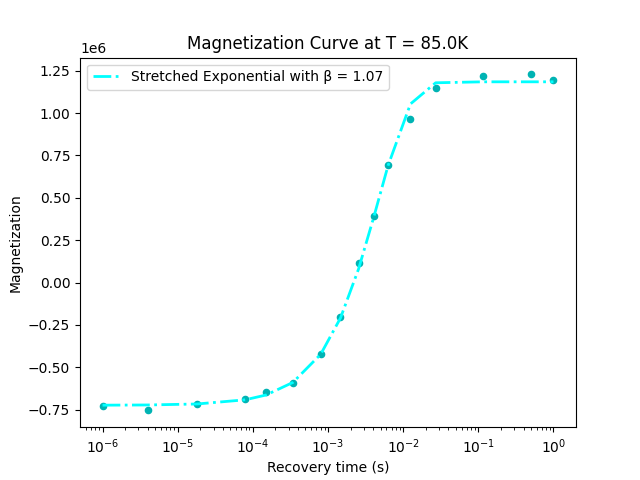 Magnetization Curve at T = 85.0K
1e6
Stretched Exponential with β = 1.07
1.25
1.00
0.75
0.50
0.25
0.00
−0.25
−0.50
−0.75
Magnetization
10⁻⁶ 10⁻⁵ 10⁻⁴ 10⁻³ 10⁻² 10⁻¹ 10⁰
Recovery time (s)